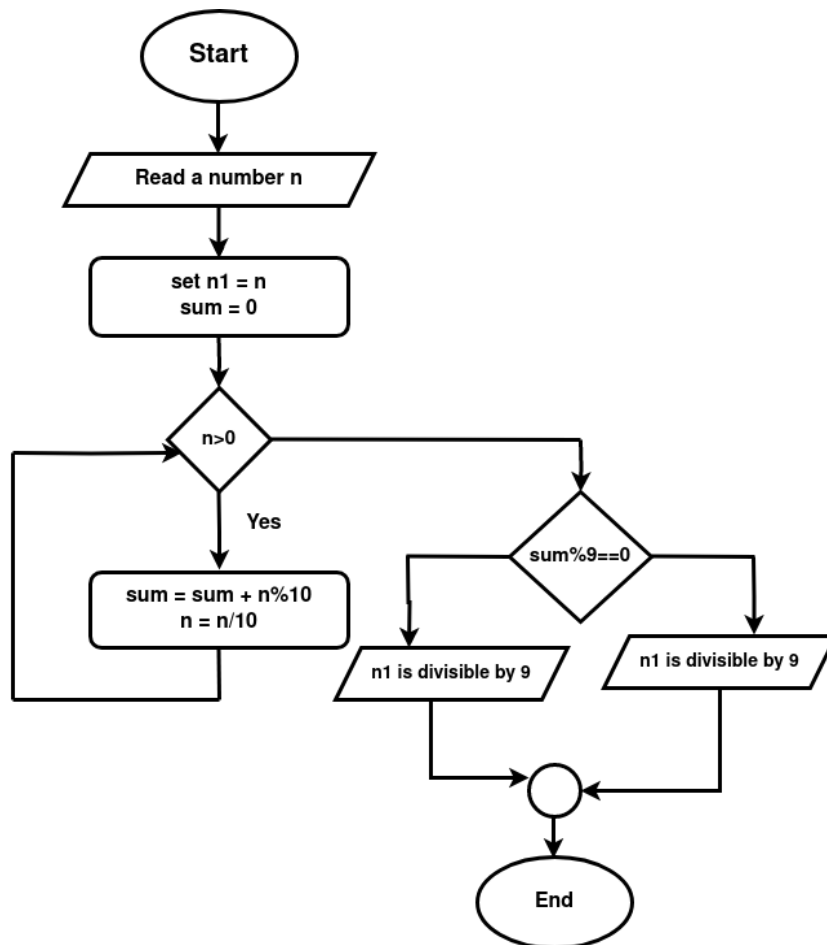 Start
Read a number n
set n1 = n
sum = 0
n>0
Yes
sum%9==0
sum = sum + n%10
n = n/10
n1 is divisible by 9
n1 is divisible by 9
End